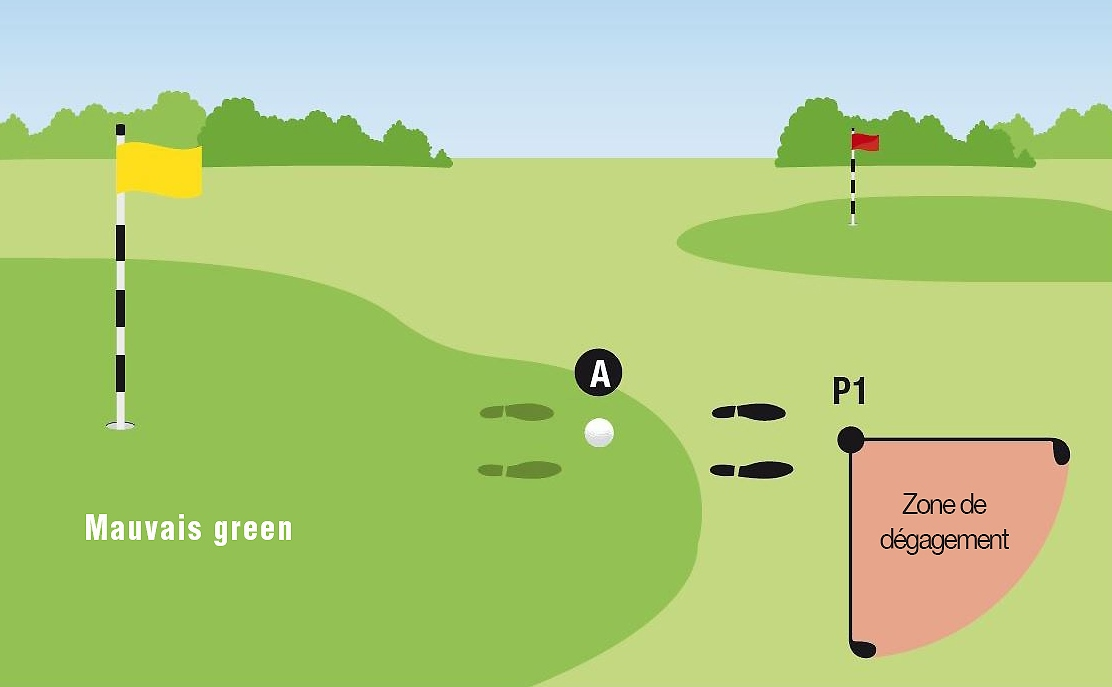 A
P1
Zone de
dégagement
Mauvais green